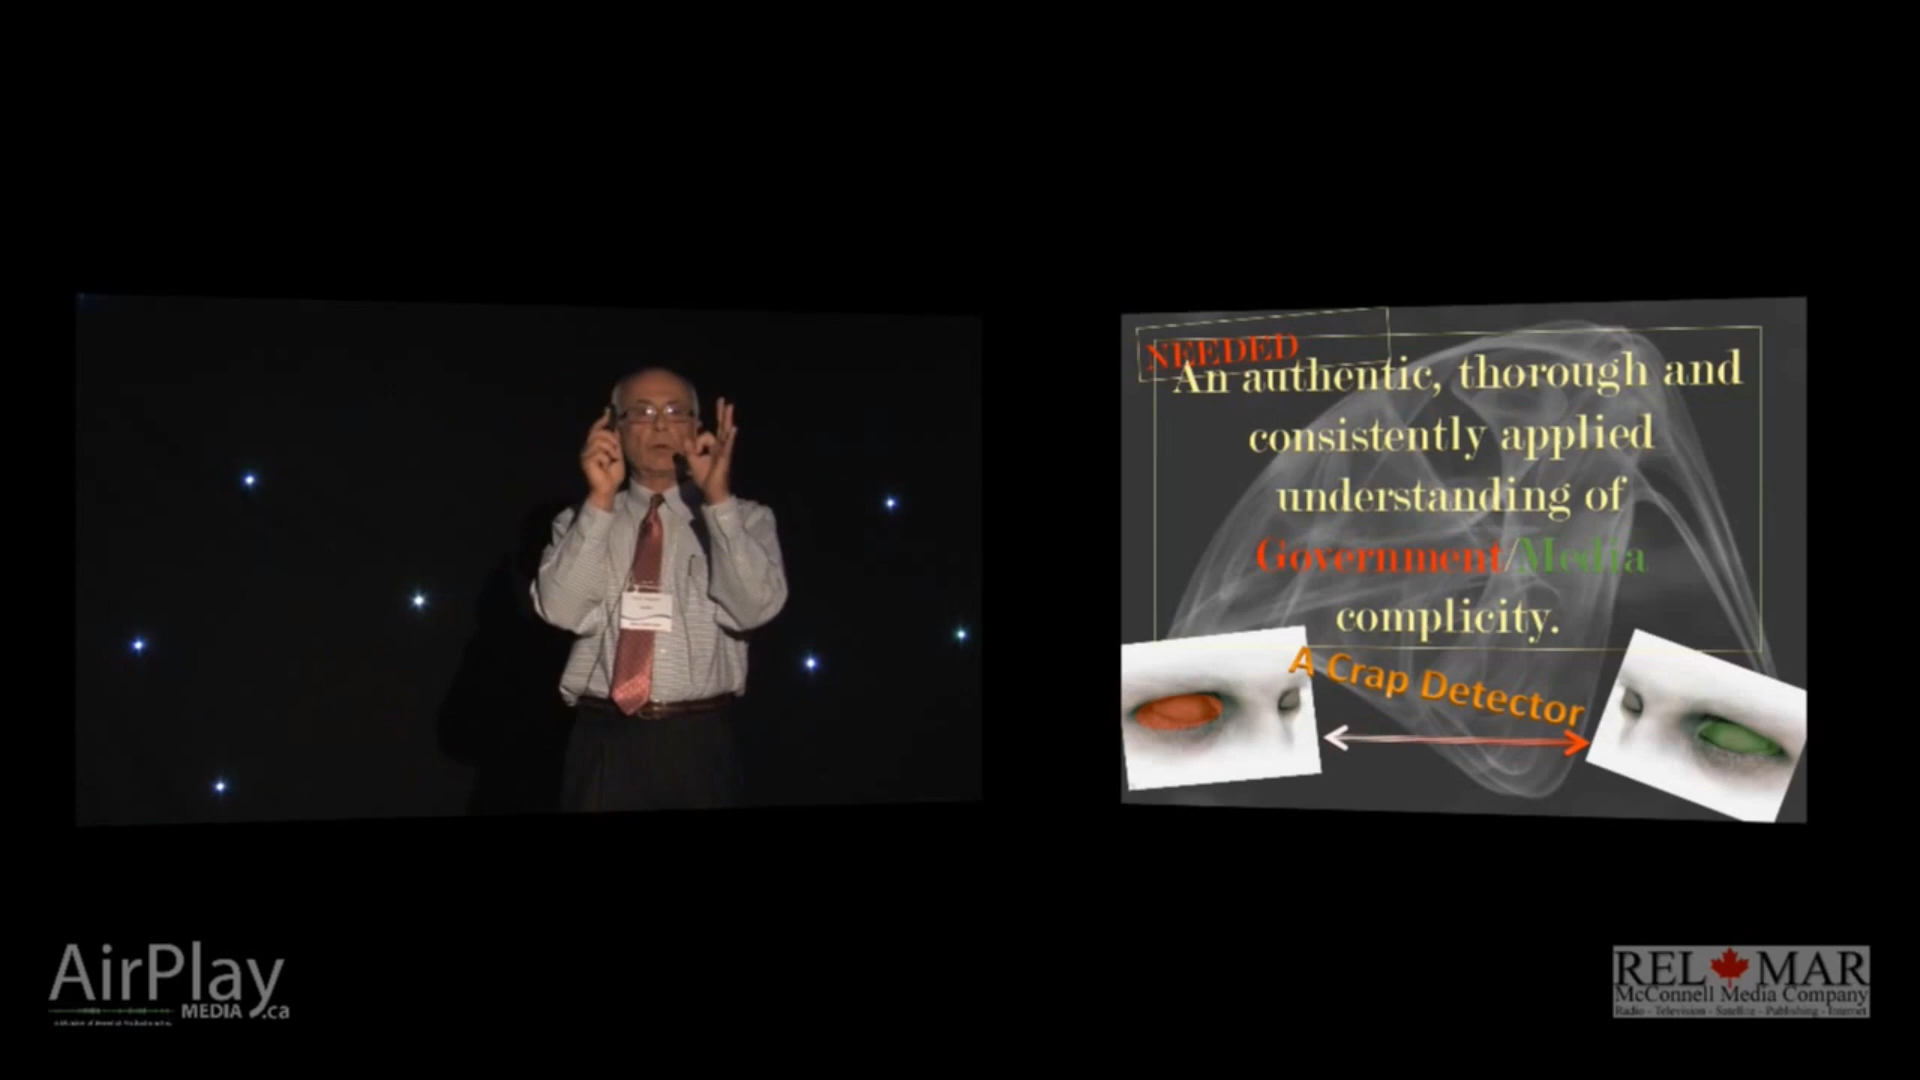 NEEDED
An authentic, thorough and
consistently applied
understanding of
Government/Media
complicity.
A Crap Detector
AirPlay
MEDIA.ca
REL MAR
McConnell Media Company
Radio - Television - Satellite - Publishing - Internet